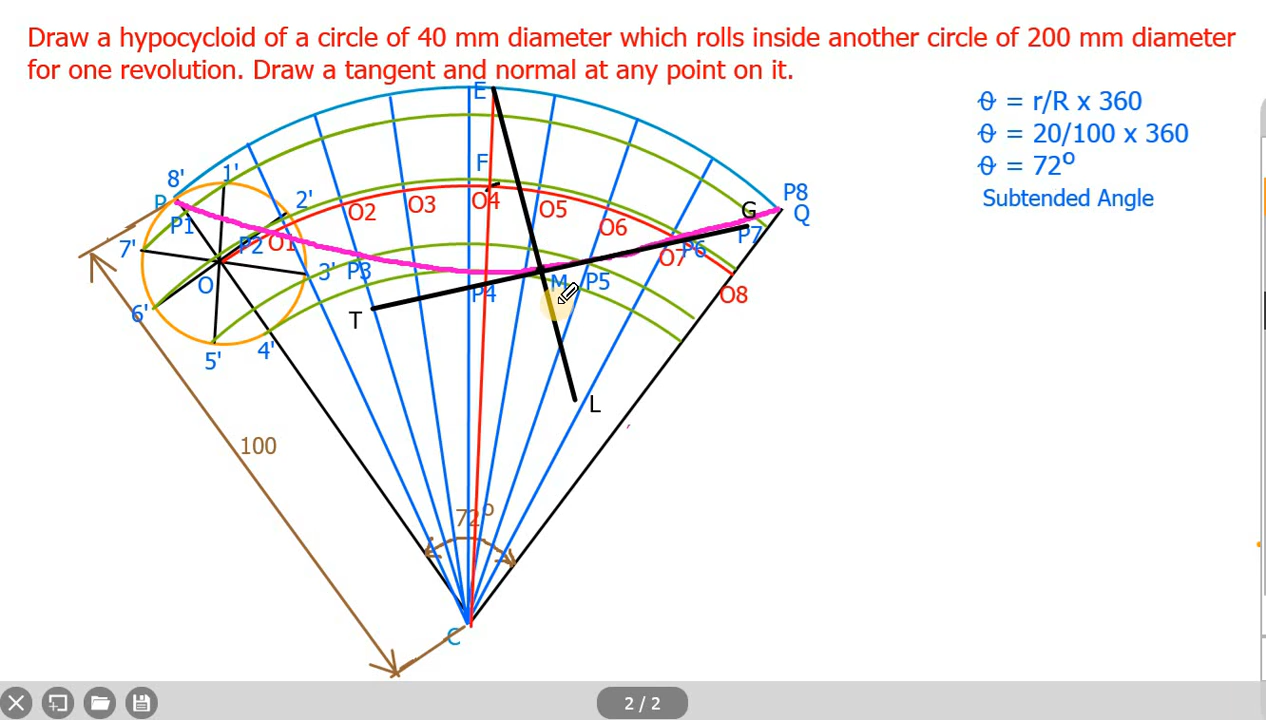 Draw a hypocycloid of a circle of 40 mm diameter which rolls inside another circle of 200 mm diameter
for one revolution. Draw a tangent and normal at any point on it.
ϑ = r/R x 360
ϑ = 20/100 x 360
ϑ = 72⁰
Subtended Angle
E
F
8' 1'
P 2'
P1 P2 O1 O2 O3 O4 O5 O6 O7 O8
P8
G Q
P7
P6
7' 3' P3
O M P5
P4
6' T
5' 4'
L
100
72⁰
C
2 / 2